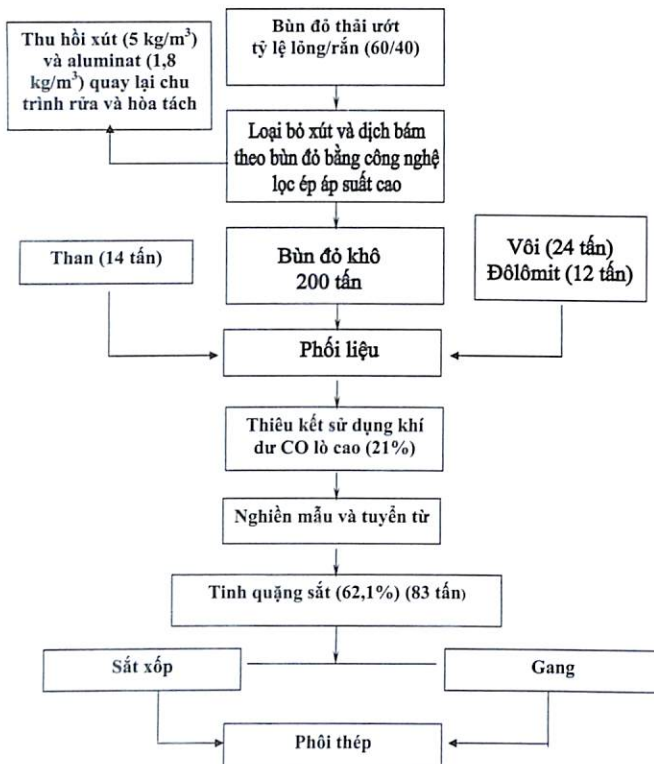 Thu hồi xút (5 kg/m³)
và aluminat (1,8
kg/m³) quay lại chu
trình rửa và hòa tách
Bùn đỏ thải ướt
tỷ lệ lỏng/rắn (60/40)
Loại bỏ xút và dịch bám
theo bùn đỏ bằng công nghệ
lọc ép áp suất cao
Than (14 tấn)
Bùn đỏ khô
200 tấn
Vôi (24 tấn)
Đôlômit (12 tấn)
Phối liệu
Thiêu kết sử dụng khí
dư CO lò cao (21%)
Nghiền mẫu và tuyển từ
Tinh quặng sắt (62,1%) (83 tấn)
Sắt xốp
Gang
Phôi thép